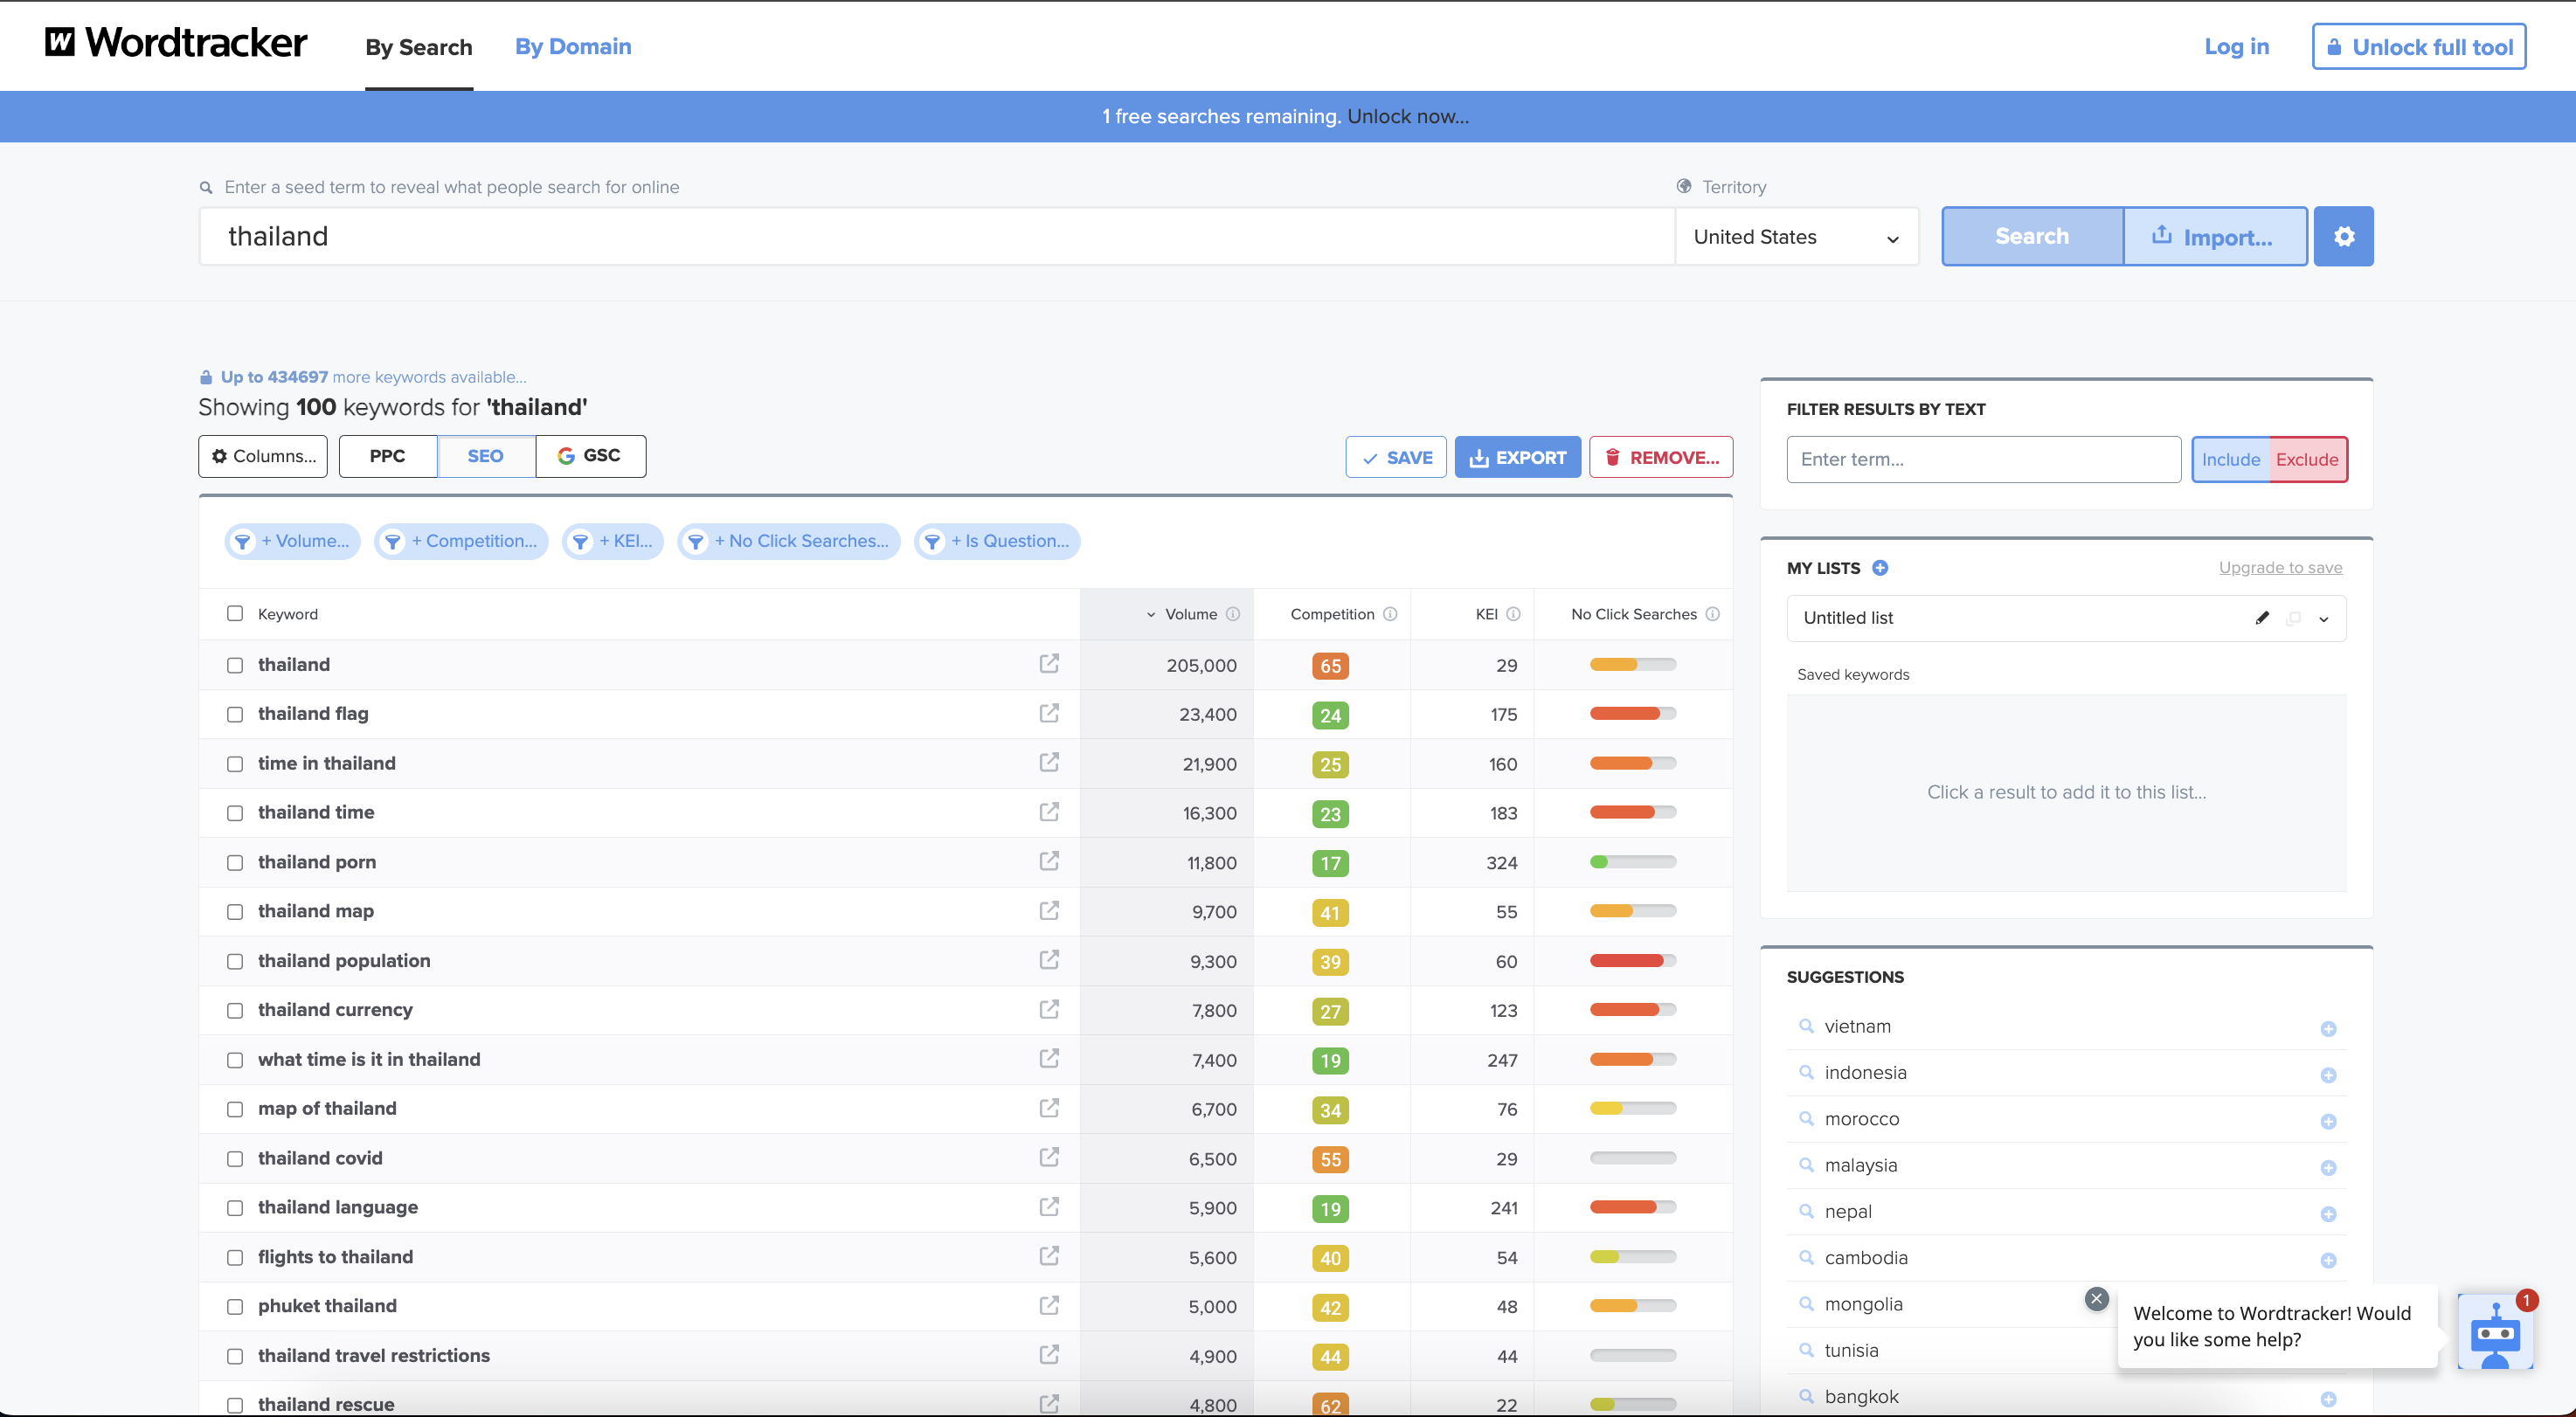 W Wordtracker By Search By Domain Log in Unlock full tool
1 free searches remaining. Unlock now...
Enter a seed term to reveal what people search for online Territory
thailand United States Search Import...
Up to 434697 more keywords available...
Showing 100 keywords for 'thailand'
Columns... PPC SEO GSC SAVE EXPORT REMOVE...
+ Volume... + Competition... + KEI... + No Click Searches... + Is Question...
Keyword Volume Competition KEI No Click Searches
thailand 205,000 65 29
thailand flag 23,400 24 175
time in thailand 21,900 25 160
thailand time 16,300 23 183
thailand porn 11,800 17 324
thailand map 9,700 41 55
thailand population 9,300 39 60
thailand currency 7,800 27 123
what time is it in thailand 7,400 19 247
map of thailand 6,700 34 76
thailand covid 6,500 55 29
thailand language 5,900 19 241
flights to thailand 5,600 40 54
phuket thailand 5,000 42 48
thailand travel restrictions 4,900 44 44
thailand rescue 4,800 62 22
FILTER RESULTS BY TEXT
Enter term... Include Exclude
MY LISTS Upgrade to save
Untitled list
Saved keywords
Click a result to add it to this list...
SUGGESTIONS
vietnam
indonesia
morocco
malaysia
nepal
cambodia
mongolia
tunisia
bangkok
Welcome to Wordtracker! Would
you like some help?
1